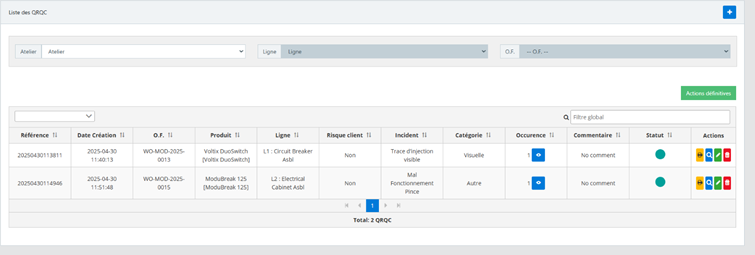 Liste des QRQC
Atelier Atelier Ligne Ligne O.F. -- O.F. --
Actions définitives
Filtre global
Référence Date Création O.F. Produit Ligne Risque client Incident Catégorie Occurence Commentaire Statut Actions
20250430113811 2025-04-30 11:40:13 WO-MOD-2025-0013 Voltix DuoSwitch [Voltix DuoSwitch] L1 : Circuit Breaker Asbl Non Trace d'injection visible Visuelle 1 No comment
20250430114946 2025-04-30 11:51:48 WO-MOD-2025-0015 ModuBreak 125 [ModuBreak 125] L2 : Electrical Cabinet Asbl Non Mal Fonctionnement Pince Autre 1 No comment
1
Total: 2 QRQC